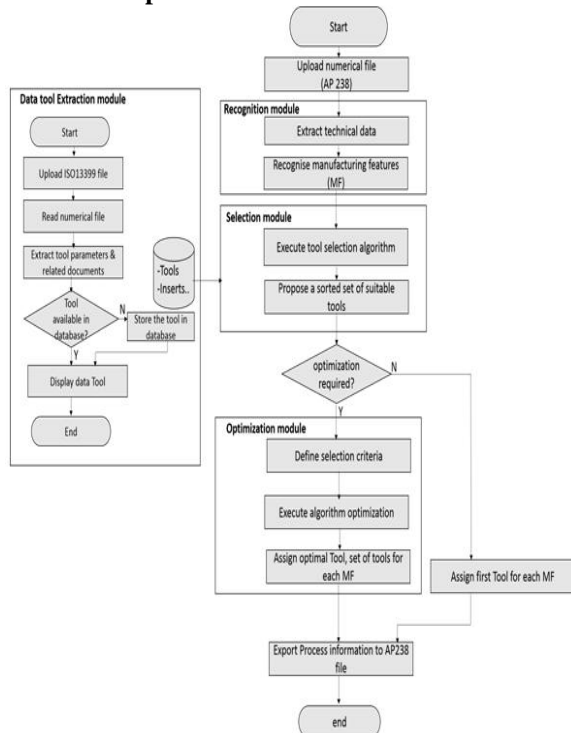 Start
Upload numerical file
(AP 238)
Recognition module
Extract technical data
Recognise manufacturing features
(MF)
Data tool Extraction module
Start
Upload ISO13399 file
Read numerical file
Extract tool parameters &
related documents
Tool
available in
database?
N
Store the tool in
database
Y
Display data Tool
End
-Tools
-Inserts..
Selection module
Execute tool selection algorithm
Propose a sorted set of suitable
tools
optimization
required?
N
Y
Optimization module
Define selection criteria
Execute algorithm optimization
Assign optimal Tool, set of tools for
each MF
Assign first Tool for each MF
Export Process information to AP238
file
end